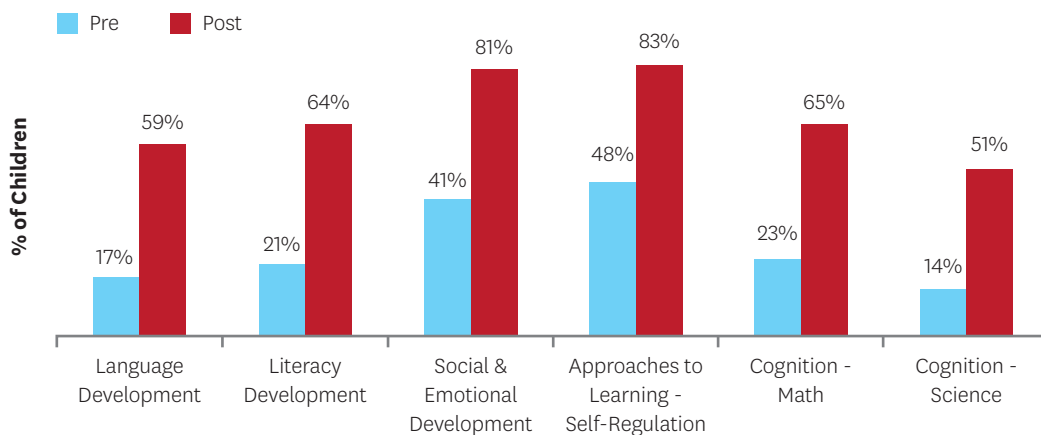 Pre
Post
% of Children
17%
59%
21%
64%
41%
81%
48%
83%
23%
65%
14%
51%
Language
Development
Literacy
Development
Social &
Emotional
Development
Approaches to
Learning -
Self-Regulation
Cognition -
Math
Cognition -
Science